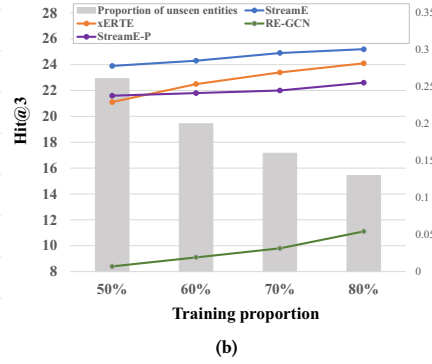 Proportion of unseen entities StreamE
xERTE RE-GCN
StreamE-P
28
26
24
22
20
18
16
14
12
10
8
Hit@3
0.35
0.3
0.25
0.2
0.15
0.1
0.05
0
50% 60% 70% 80%
Training proportion
(b)